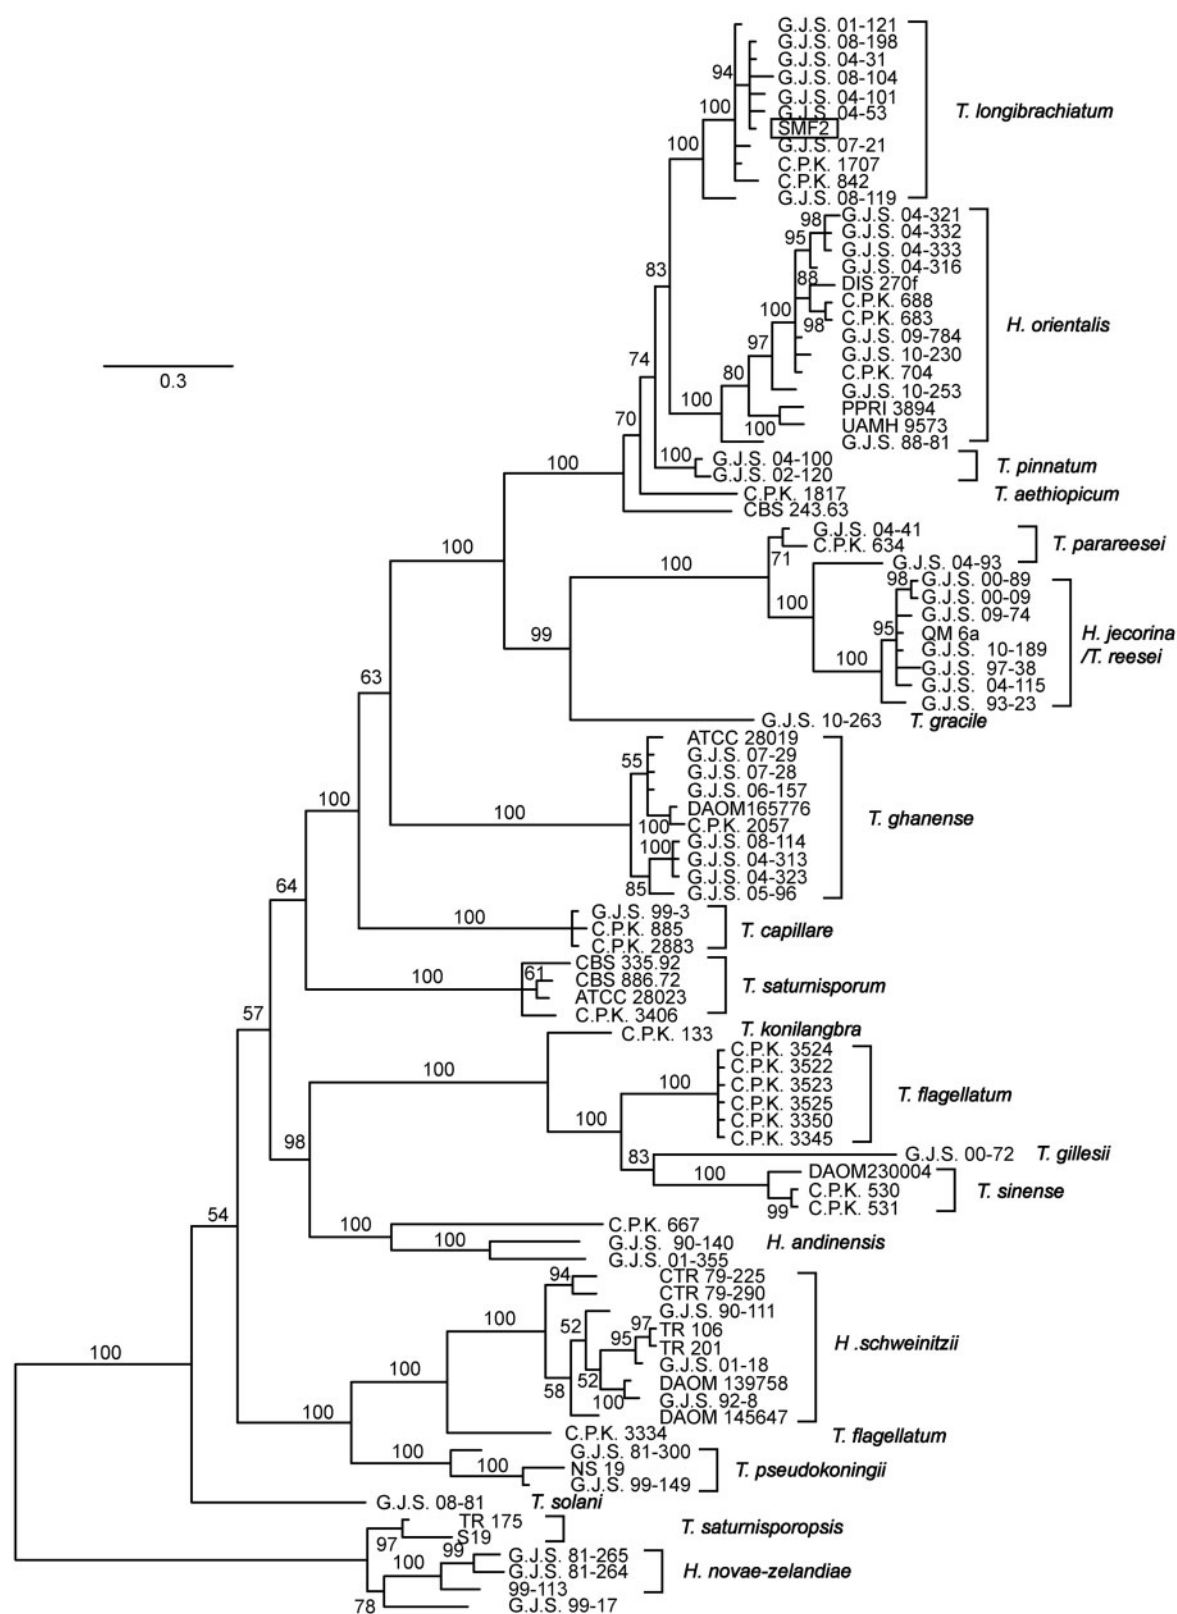 G.J.S. 01-121
G.J.S. 08-198
G.J.S. 04-31
94
G.J.S. 08-104
G.J.S. 04-101
100
G.J.S. 04-53
T. longibrachiatum
SMF2
100
G.J.S. 07-21
C.P.K. 1707
C.P.K. 842
G.J.S. 08-119
98
G.J.S. 04-321
G.J.S. 04-332
95
G.J.S. 04-333
G.J.S. 04-316
83
88
DIS 270f
C.P.K. 688
100
C.P.K. 683
98
H. orientalis
G.J.S. 09-784
97
G.J.S. 10-230
74
80
C.P.K. 704
G.J.S. 10-253
100
PPRI 3894
70
100
UAMH 9573
G.J.S. 88-81
100
G.J.S. 04-100
100
G.J.S. 02-120
T. pinnatum
C.P.K. 1817
T. aethiopicum
CBS 243.63
G.J.S. 04-41
100
C.P.K. 634
T. parareesei
71
G.J.S. 04-93
100
98
G.J.S. 00-89
100
G.J.S. 00-09
G.J.S. 09-74
99
95
QM 6a
H. jecorina
G.J.S. 10-189
/T. reesei
100
G.J.S. 97-38
63
G.J.S. 04-115
G.J.S. 93-23
G.J.S. 10-263
T. gracile
ATCC 28019
55
G.J.S. 07-29
G.J.S. 07-28
G.J.S. 06-157
100
100
DAOM165776
100
C.P.K. 2057
T. ghanense
100
G.J.S. 08-114
G.J.S. 04-313
G.J.S. 04-323
64
85
G.J.S. 05-96
100
G.J.S. 99-3
C.P.K. 885
T. capillare
C.P.K. 2883
100
61
CBS 335.92
CBS 886.72
T. saturnisporum
ATCC 28023
57
C.P.K. 3406
C.P.K. 133
T. konilangbra
C.P.K. 3524
C.P.K. 3522
100
100
C.P.K. 3523
C.P.K. 3525
T. flagellatum
100
C.P.K. 3350
C.P.K. 3345
98
83
G.J.S. 00-72
T. gillesii
100
DAOM230004
C.P.K. 530
T. sinense
99
C.P.K. 531
54
100
C.P.K. 667
100
G.J.S. 90-140
H. andinensis
G.J.S. 01-355
94
CTR 79-225
CTR 79-290
G.J.S. 90-111
100
52
97
TR 106
95
TR 201
H .schweinitzii
100
G.J.S. 01-18
100
58
52
DAOM 139758
100
G.J.S. 92-8
100
DAOM 145647
C.P.K. 3334
T. flagellatum
100
G.J.S. 81-300
100
NS 19
T. pseudokoningii
G.J.S. 99-149
G.J.S. 08-81
T. solani
TR 175
T. saturnisporopsis
97
S19
99
G.J.S. 81-265
100
G.J.S. 81-264
H. novae-zelandiae
99-113
78
G.J.S. 99-17
0.3